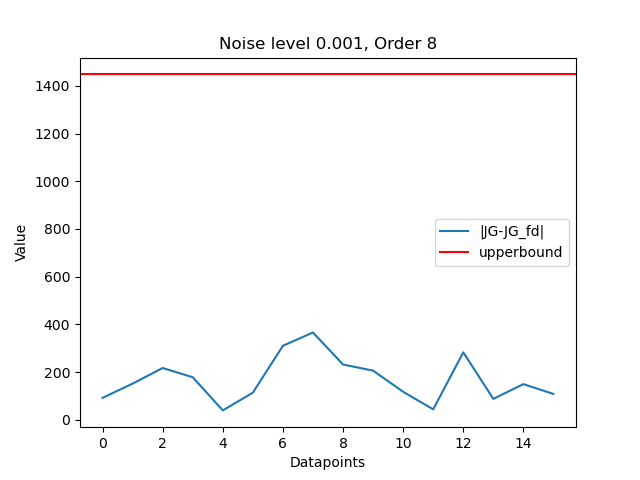 Noise level 0.001, Order 8
1400
1200
1000
800
600
400
200
0
Value
|JG-JG_fd|
upperbound
0 2 4 6 8 10 12 14
Datapoints